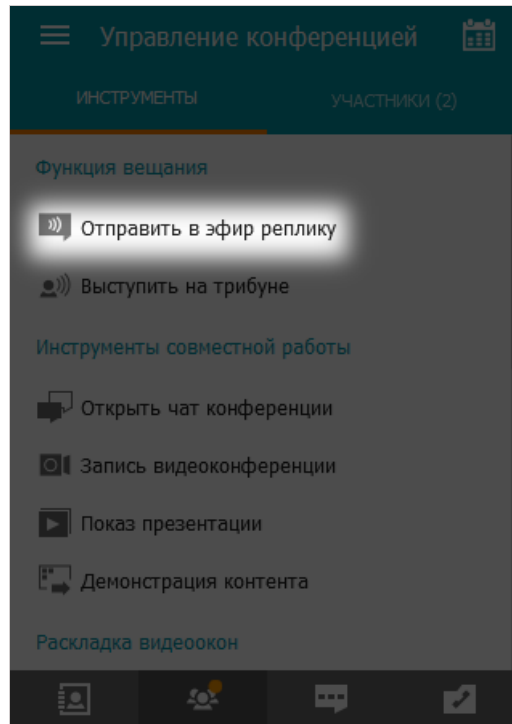 Управление конференцией
ИНСТРУМЕНТЫ
УЧАСТНИКИ (2)
Функция вещания
Отправить в эфир реплику
Выступить на трибуне
Инструменты совместной работы
Открыть чат конференции
Запись видеоконференции
Показ презентации
Демонстрация контента
Раскладка видеоокон